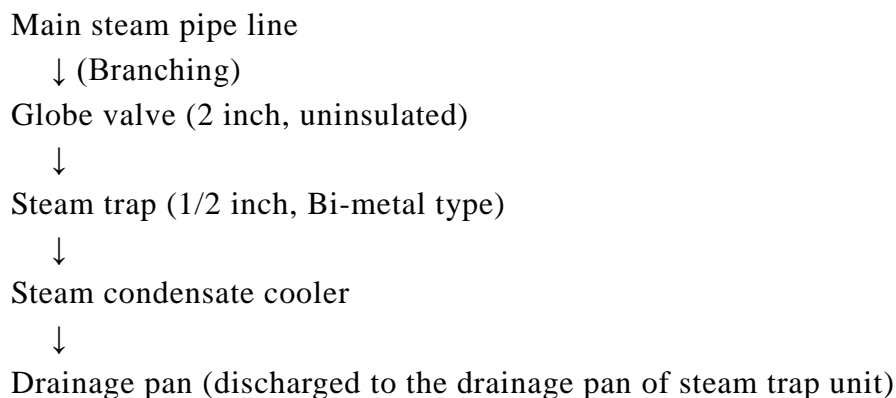 Main steam pipe line
↓ (Branching)
Globe valve (2 inch, uninsulated)
↓
Steam trap (1/2 inch, Bi-metal type)
↓
Steam condensate cooler
↓
Drainage pan (discharged to the drainage pan of steam trap unit)